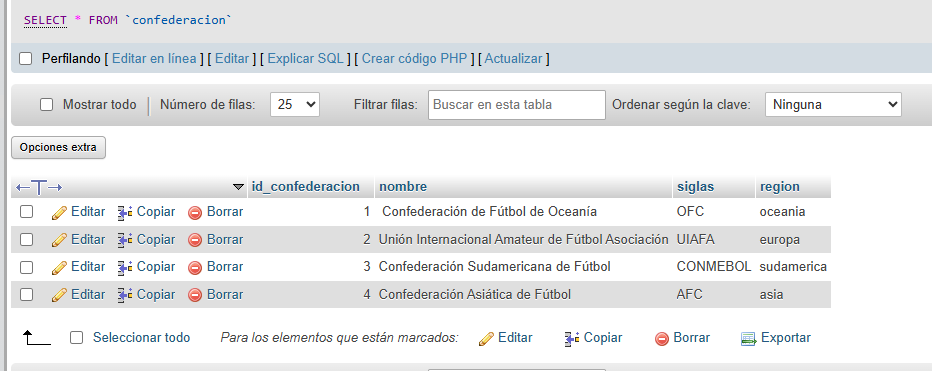 SELECT * FROM `confederacion`
Perfilando [ Editar en línea ] [ Editar ] [ Explicar SQL ] [ Crear código PHP ] [ Actualizar ]
Mostrar todo Número de filas: 25 Filtrar filas: Buscar en esta tabla Ordenar según la clave: Ninguna
Opciones extra
id_confederacion nombre siglas region
Editar Copiar Borrar 1 Confederación de Fútbol de Oceanía OFC oceania
Editar Copiar Borrar 2 Unión Internacional Amateur de Fútbol Asociación UIAFA europa
Editar Copiar Borrar 3 Confederación Sudamericana de Fútbol CONMEBOL sudamerica
Editar Copiar Borrar 4 Confederación Asiática de Fútbol AFC asia
Seleccionar todo Para los elementos que están marcados: Editar Copiar Borrar Exportar